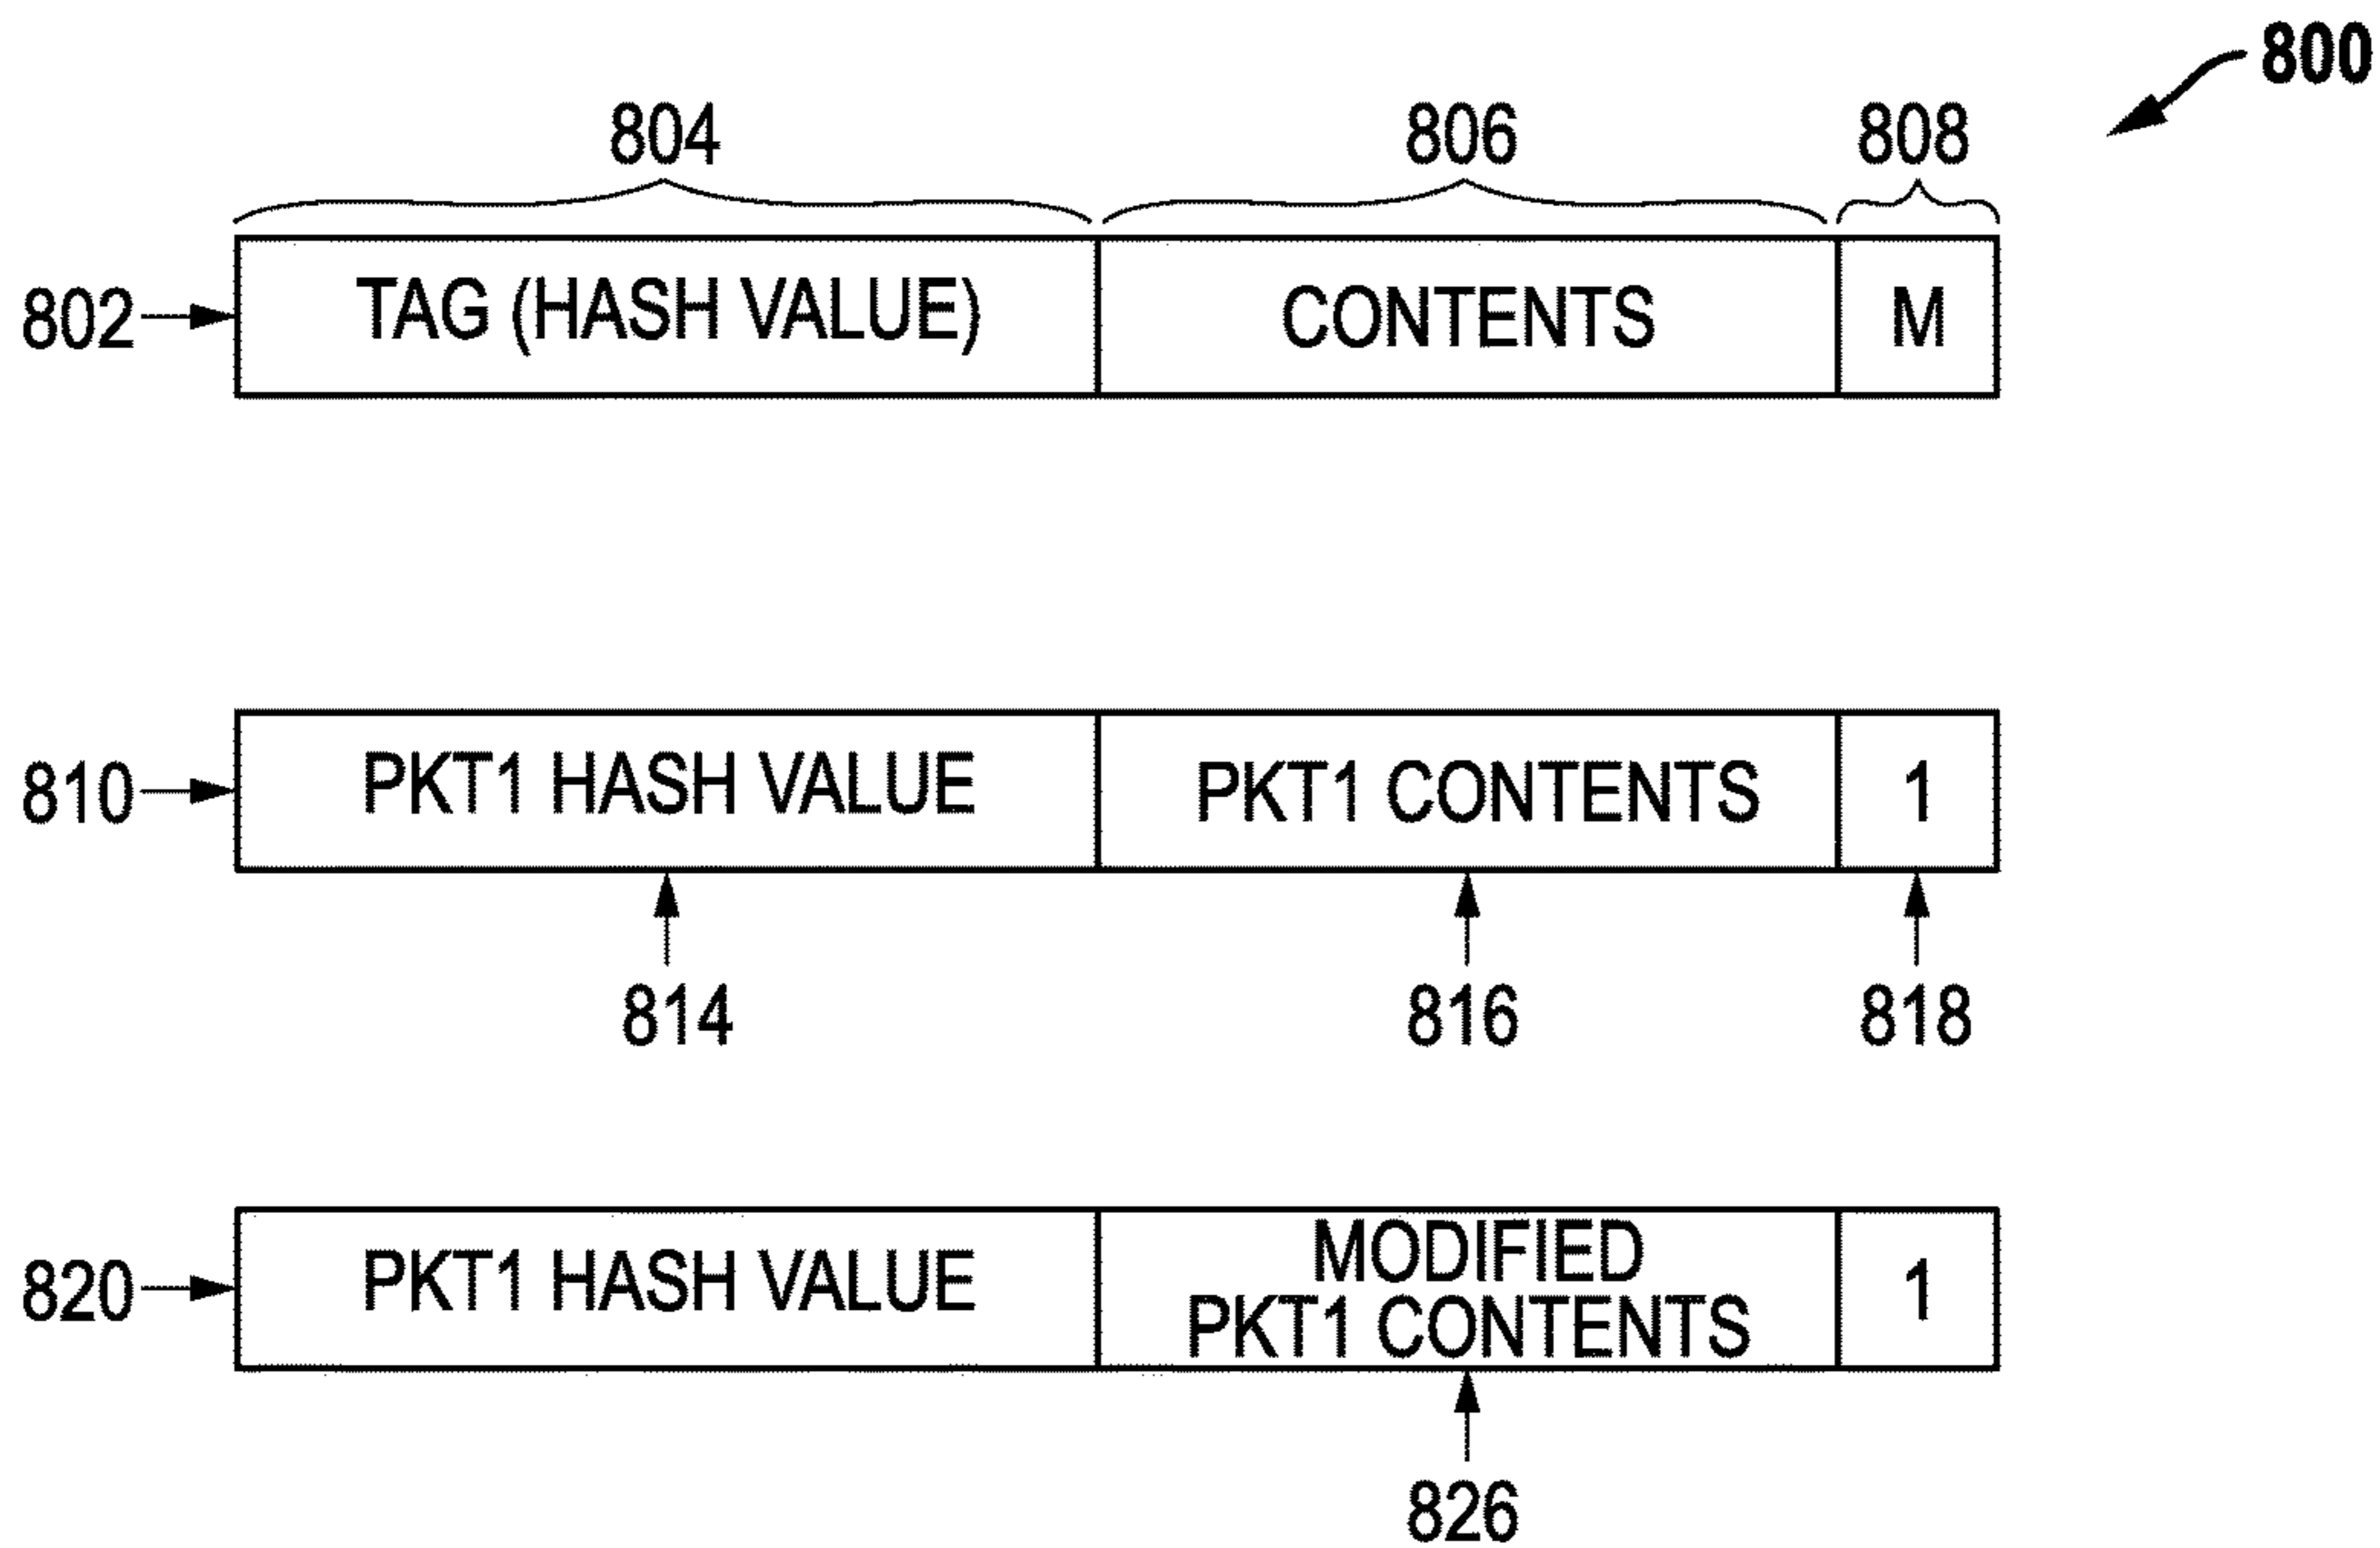 800
804 806 808
802 TAG (HASH VALUE) CONTENTS M
810 PKT1 HASH VALUE PKT1 CONTENTS 1
814 816 818
820 PKT1 HASH VALUE MODIFIED
PKT1 CONTENTS 1
826